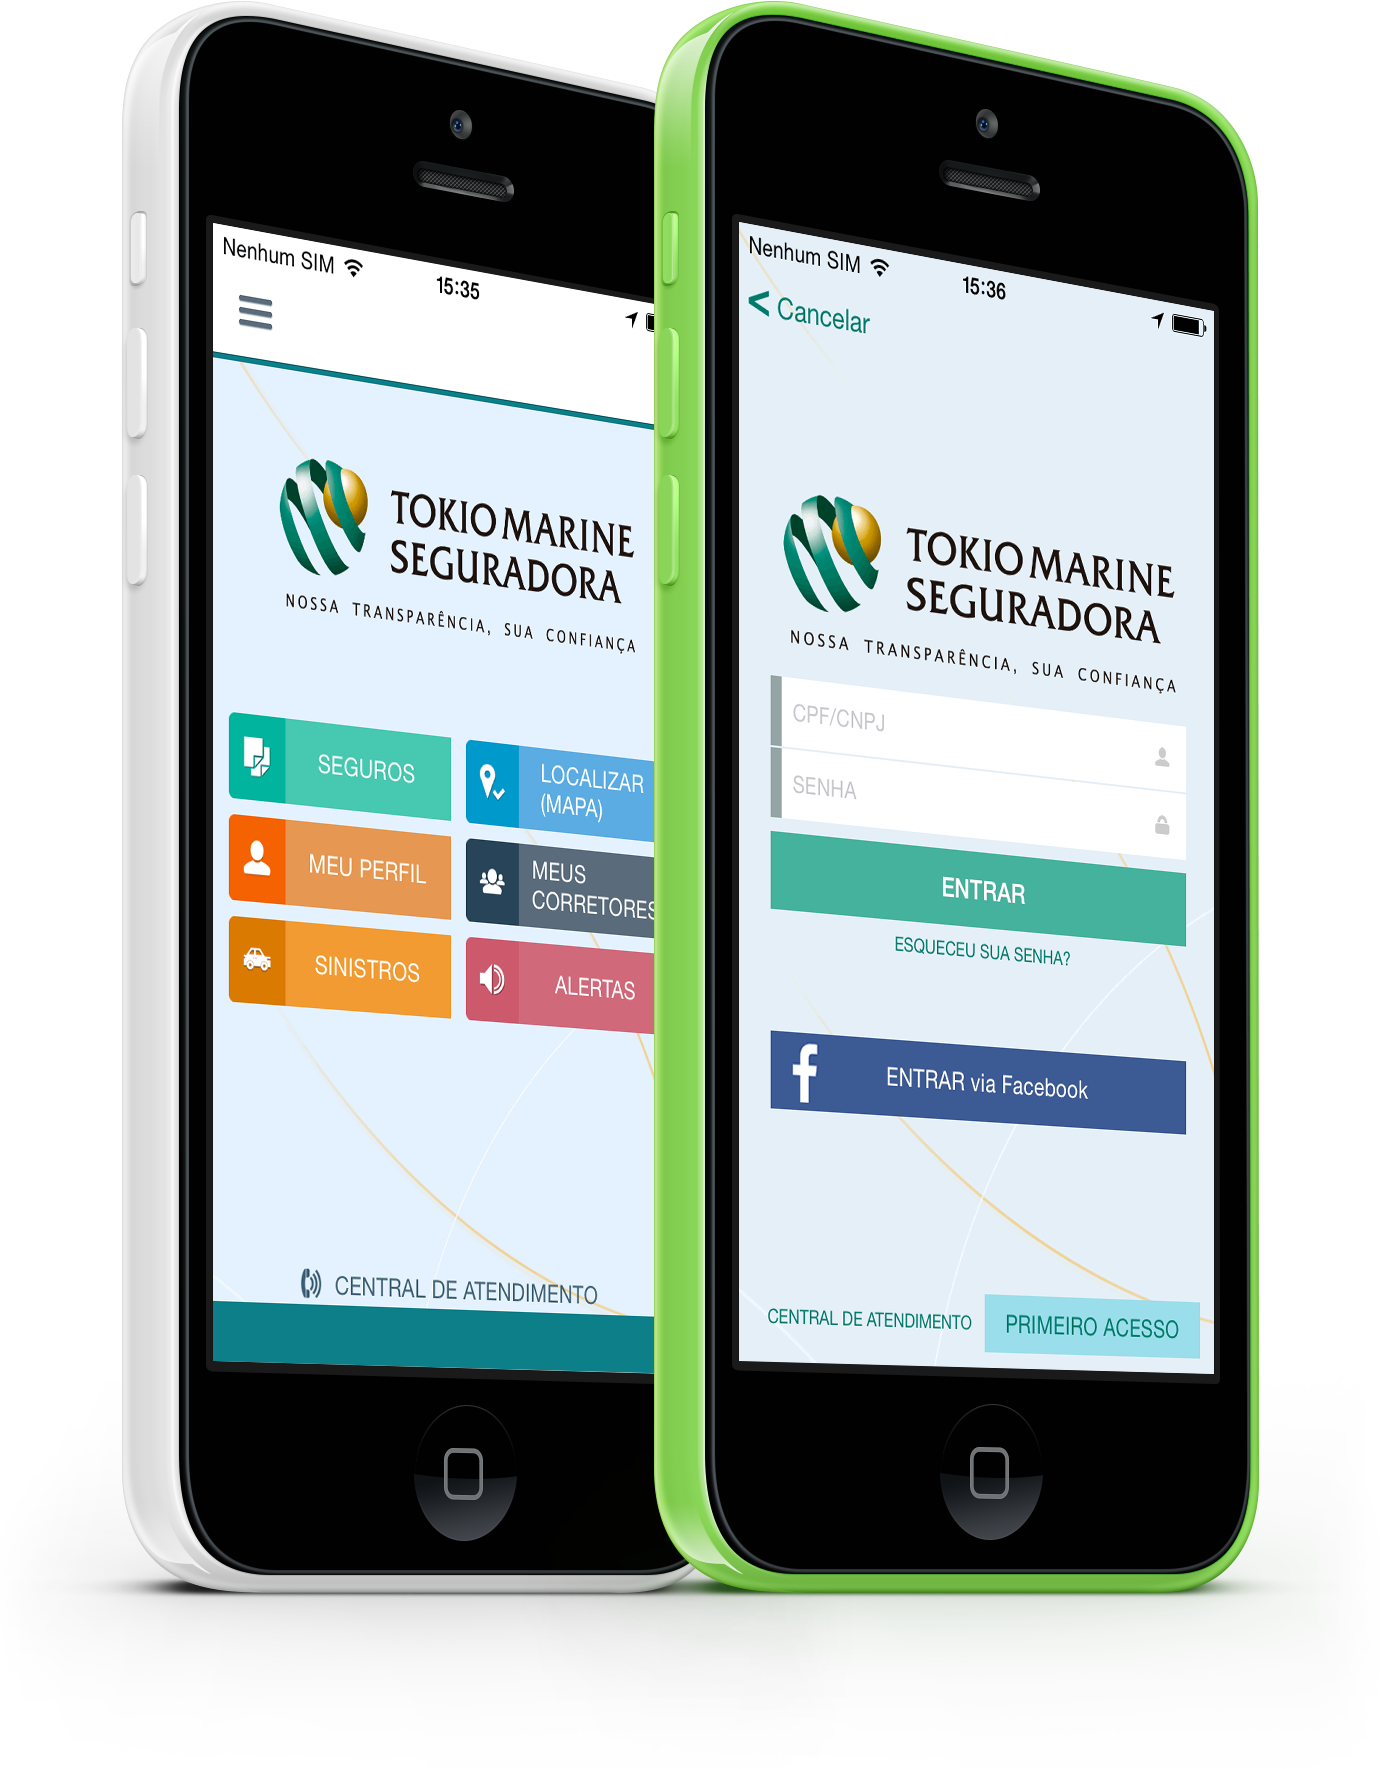 Nenhum SIM
15:35
TOKIO MARINE
SEGURADORA
NOSSA TRANSPARÊNCIA, SUA CONFIANÇA
SEGUROS
LOCALIZAR
(MAPA)
MEU PERFIL
MEUS
CORRETORES
SINISTROS
ALERTAS
CENTRAL DE ATENDIMENTO
Nenhum SIM
15:36
< Cancelar
TOKIO MARINE
SEGURADORA
NOSSA TRANSPARÊNCIA, SUA CONFIANÇA
CPF/CNPJ
SENHA
ENTRAR
ESQUECEU SUA SENHA?
f ENTRAR via Facebook
CENTRAL DE ATENDIMENTO
PRIMEIRO ACESSO